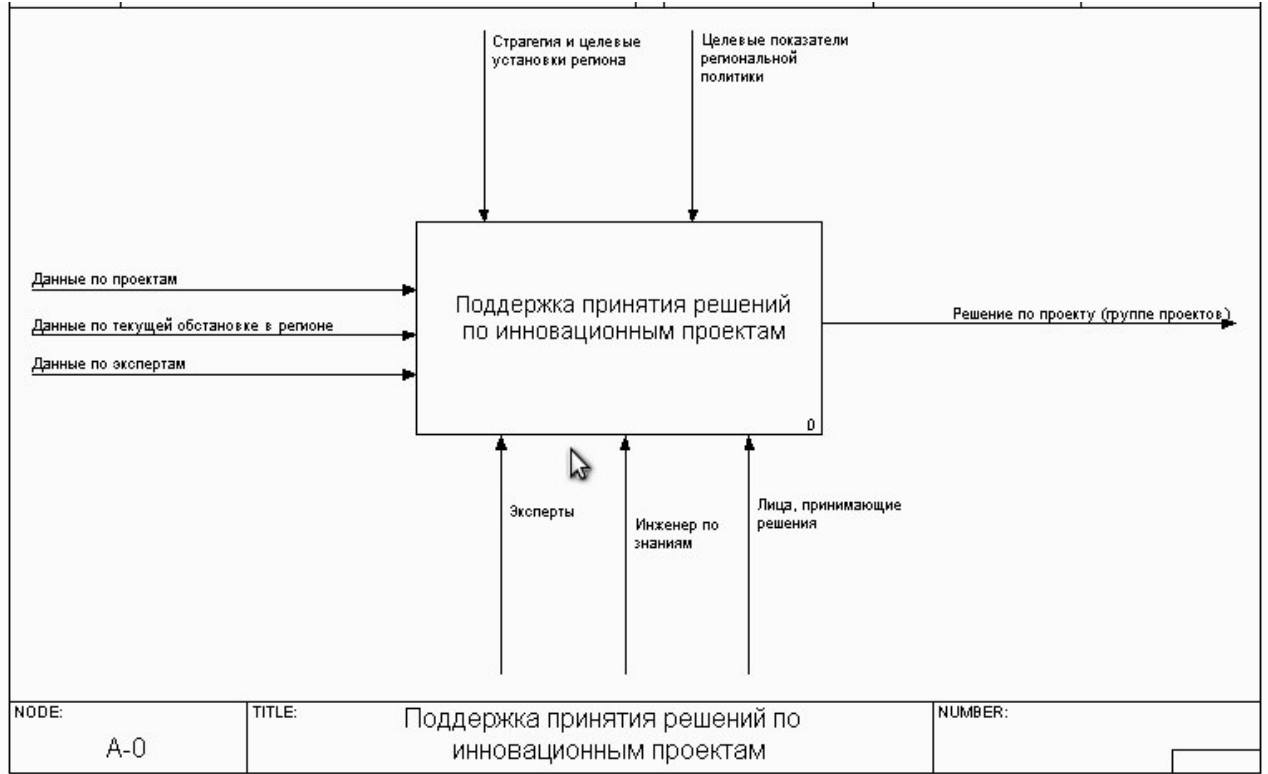 Стратегия и целевые
установки региона
Целевые показатели
региональной
политики
Данные по проектам
Данные по текущей обстановке в регионе
Данные по экспертам
Поддержка принятия решений
по инновационным проектам
0
Решение по проекту (группе проектов)
Эксперты
Инженер по
знаниям
Лица, принимающие
решения
NODE:
A-0
TITLE:
Поддержка принятия решений по
инновационным проектам
NUMBER: